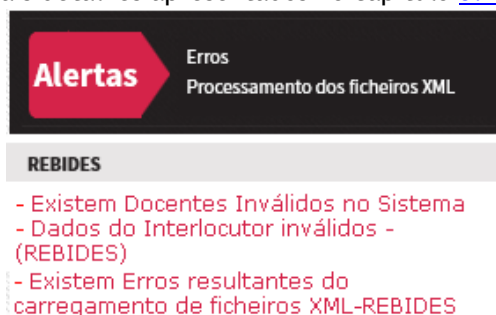 Alertas
Erros
Processamento dos ficheiros XML
REBIDES
- Existem Docentes Inválidos no Sistema
- Dados do Interlocutor inválidos -
(REBIDES)
- Existem Erros resultantes do
carregamento de ficheiros XML-REBIDES